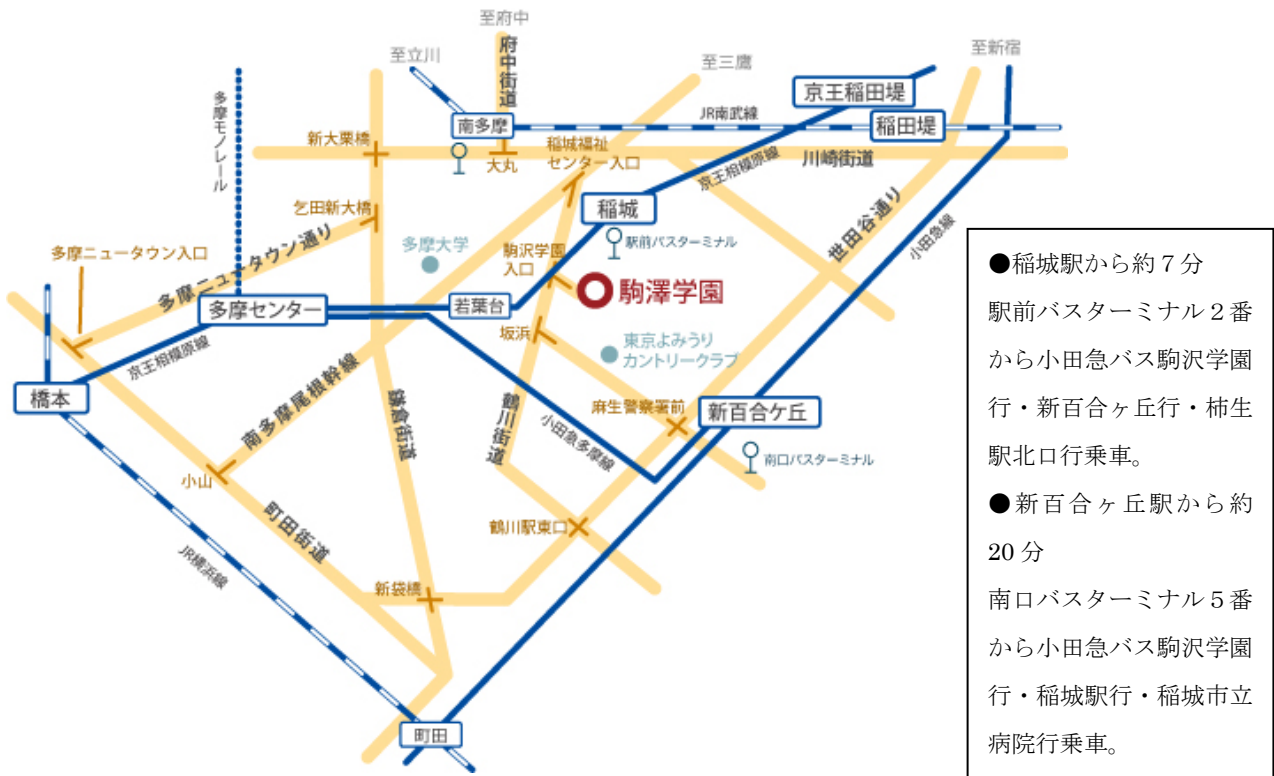 至府中
至立川
府中街道
至三鷹
至新宿
多摩モノレール
京王稲田堤
JR南武線
稲田堤
南多摩
新大栗橋
大丸
稲城福祉
センター入口
川崎街道
京王相模原線
乞田新大橋
稲城
世田谷通り
小田急線
多摩ニュータウン入口
多摩ニュータウン通り
多摩大学
駒沢学園
入口
駅前バスターミナル
駒澤学園
多摩センター
若葉台
坂浜
東京よみうり
カントリークラブ
京王相模原線
橋本
南多摩尾根幹線
鎌倉街道
鶴川街道
小田急多摩線
麻生警察署前
新百合ケ丘
南口バスターミナル
小山
町田街道
鶴川駅東口
JR横浜線
新袋橋
町田
●稲城駅から約７分
駅前バスターミナル２番
から小田急バス駒沢学園
行・新百合ヶ丘行・柿生
駅北口行乗車。
●新百合ヶ丘駅から約
20 分
南口バスターミナル５番
から小田急バス駒沢学園
行・稲城駅行・稲城市立
病院行乗車。